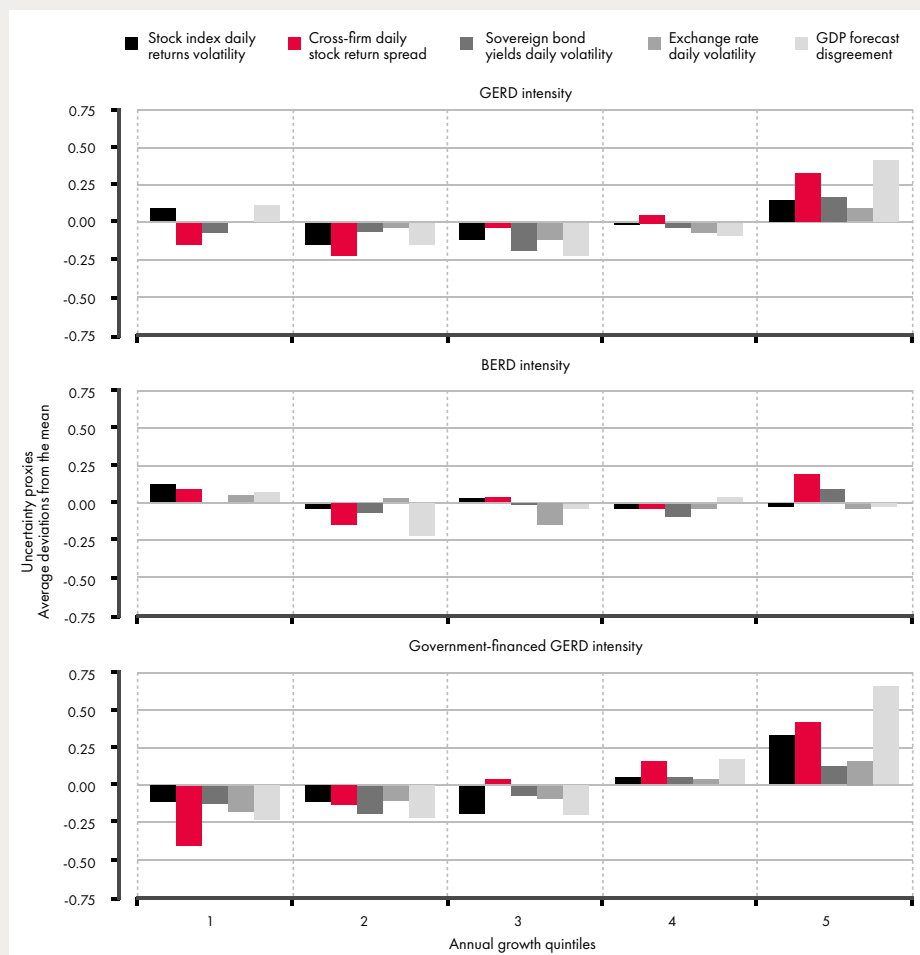 Stock index daily
returns volatility
Cross-firm daily
stock return spread
Sovereign bond
yields daily volatility
Exchange rate
daily volatility
GDP forecast
disgreement
GERD intensity
0.75
0.50
0.25
0.00
-0.25
-0.50
-0.75
BERD intensity
Uncertainty proxies
Average deviations from the mean
0.75
0.50
0.25
0.00
-0.25
-0.50
-0.75
Government-financed GERD intensity
0.75
0.50
0.25
0.00
-0.25
-0.50
-0.75
1 2 3 4 5
Annual growth quintiles